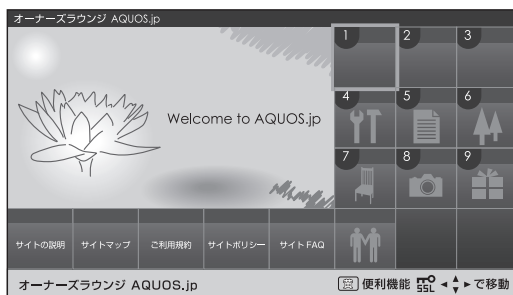 オーナーズラウンジ AQUOS.jp
1 2 3
Welcome to AQUOS.jp
4 5 6
7 8 9
サイトの説明 サイトマップ ご利用規約 サイトポリシー サイト FAQ
オーナーズラウンジ AQUOS.jp 便利機能 SSL で移動